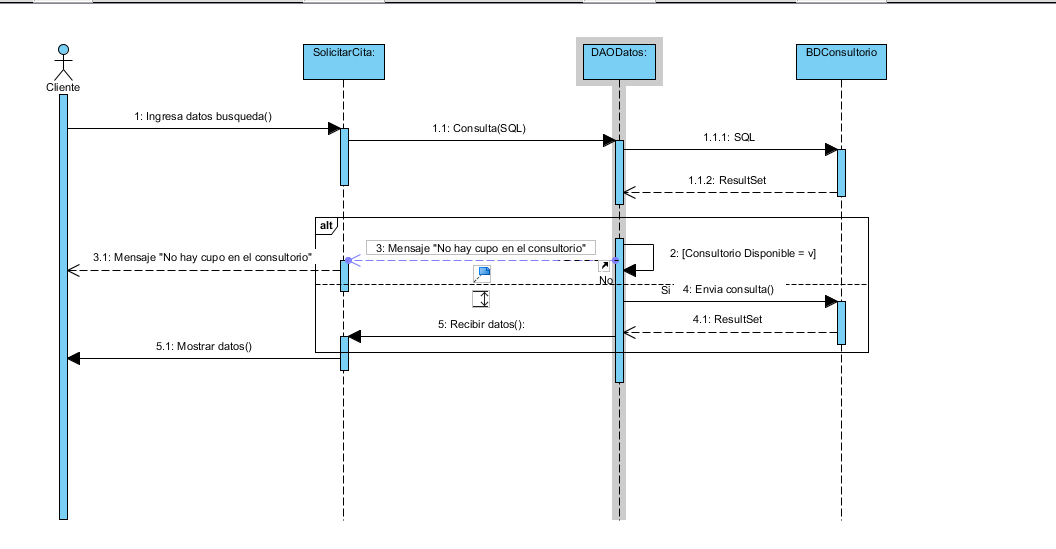 SolicitarCita:
DAODatos:
BDConsultorio
Cliente
1: Ingresa datos busqueda()
1.1: Consulta(SQL)
1.1.1: SQL
1.1.2: ResultSet
alt
3: Mensaje "No hay cupo en el consultorio"
3.1: Mensaje "No hay cupo en el consultorio"
2: [Consultorio Disponible = v]
No
Si
4: Envia consulta()
4.1: ResultSet
5: Recibir datos():
5.1: Mostrar datos()